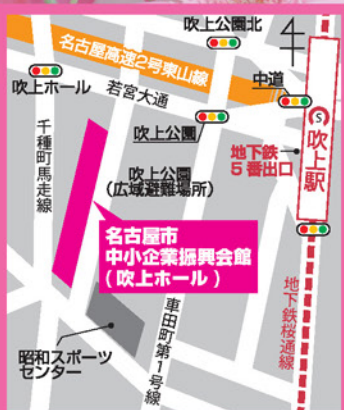 吹上公園北
名古屋高速2号東山線
中道
吹上ホール
若宮大通
吹上公園
S
吹上駅
地下鉄
5番出口
千種町馬走線
吹上公園
(広域避難場所)
名古屋市
中小企業振興会館
(吹上ホール)
昭和スポーツ
センター
車田町第1号線
地下鉄桜通線